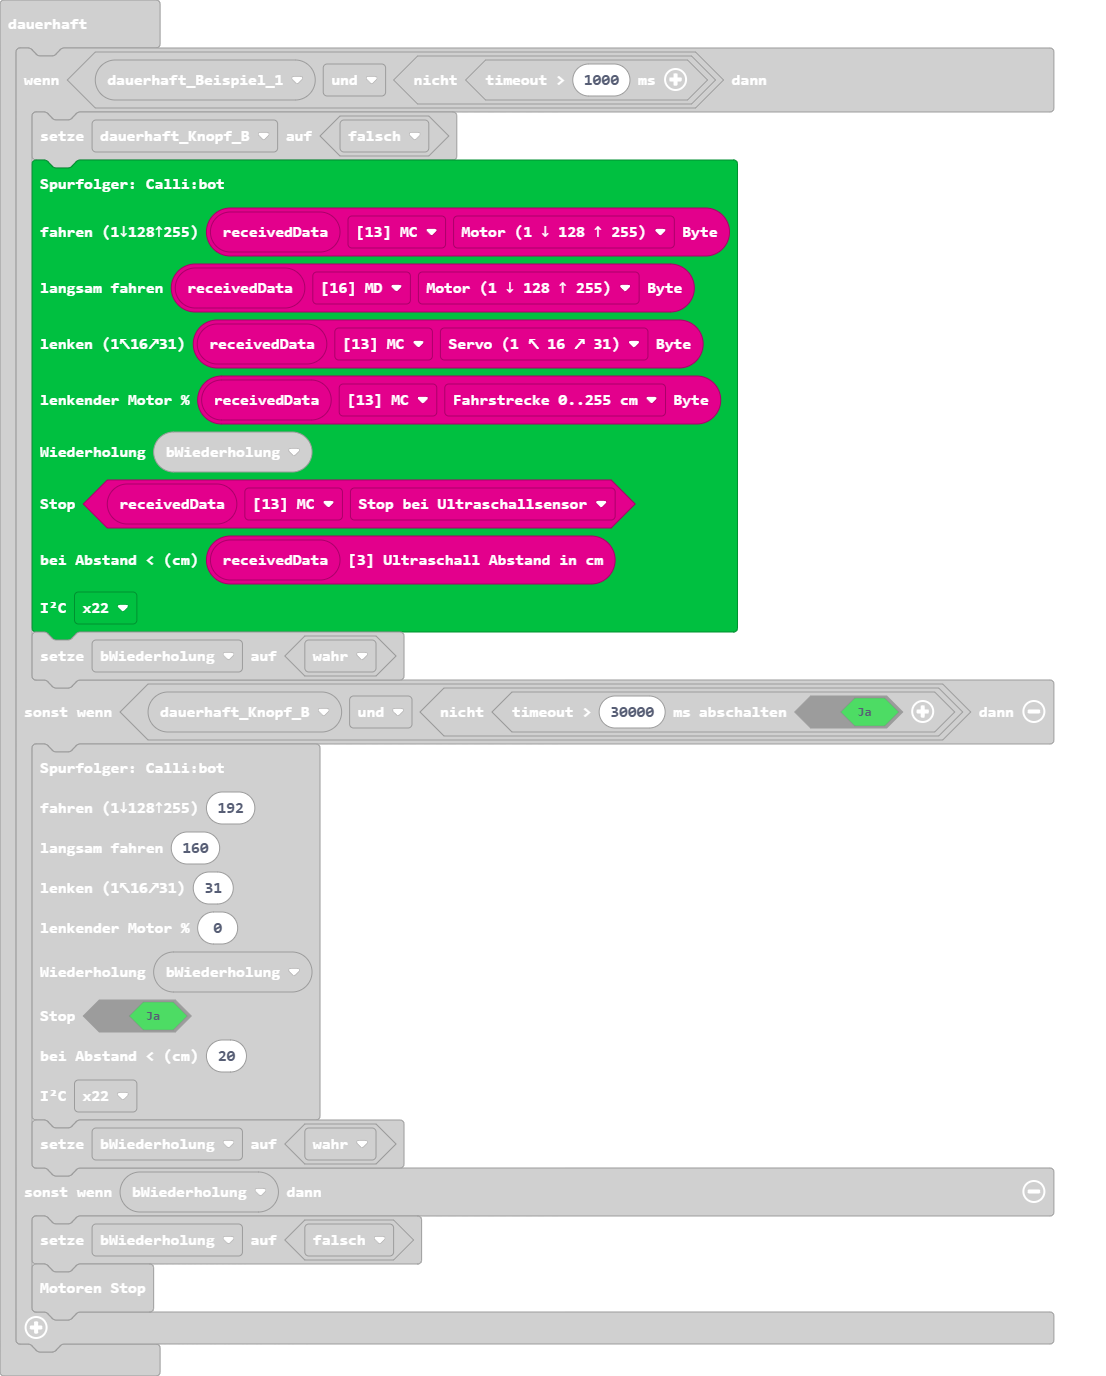 dauerhaft
wenn dauerhaft_Beispiel_1 und nicht timeout > 1000 ms dann
setze dauerhaft_Knopf_B auf falsch
Spurfolger: Calli:bot
fahren (1↓128↑255) receivedData [13] MC Motor (1 ↓ 128 ↑ 255) Byte
langsam fahren receivedData [16] MD Motor (1 ↓ 128 ↑ 255) Byte
lenken (1↖16↗31) receivedData [13] MC Servo (1 ↖ 16 ↗ 31) Byte
lenkender Motor % receivedData [13] MC Fahrstrecke 0..255 cm Byte
Wiederholung bWiederholung
Stop receivedData [13] MC Stop bei Ultraschallsensor
bei Abstand < (cm) receivedData [3] Ultraschall Abstand in cm
I²C x22
setze bWiederholung auf wahr
sonst wenn dauerhaft_Knopf_B und nicht timeout > 30000 ms abschalten Ja dann
Spurfolger: Calli:bot
fahren (1↓128↑255) 192
langsam fahren 160
lenken (1↖16↗31) 31
lenkender Motor % 0
Wiederholung bWiederholung
Stop Ja
bei Abstand < (cm) 20
I²C x22
setze bWiederholung auf wahr
sonst wenn bWiederholung dann
setze bWiederholung auf falsch
Motoren Stop